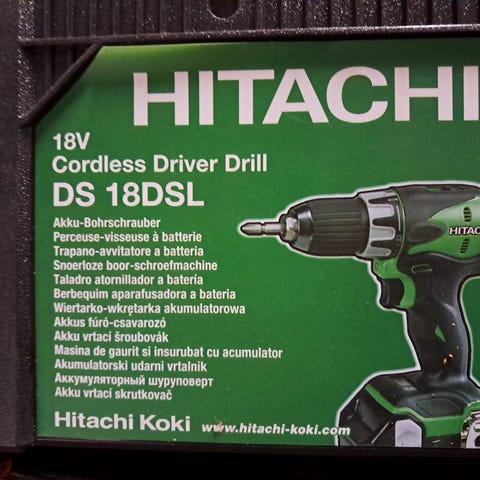 HITACHI
18V
Cordless Driver Drill
DS 18DSL
Akku-Bohrschrauber
Perceuse-visseuse à batterie
Trapano-avvitatore a batteria
Snoerloze boor-schroefmachine
Taladro atornillador a batería
Berbequim aparafusadora a bateria
Wiertarko-wkrętarka akumulatorowa
Akkus fúró-csavarozó
Akku vrtací šroubovák
Masina de gaurit si insurubat cu acumulator
Akumulatorski udarni vrtalnik
Аккумуляторный шуруповерт
Akku vrtací skrutkovač
Hitachi Koki www.hitachi-koki.com
HITAC